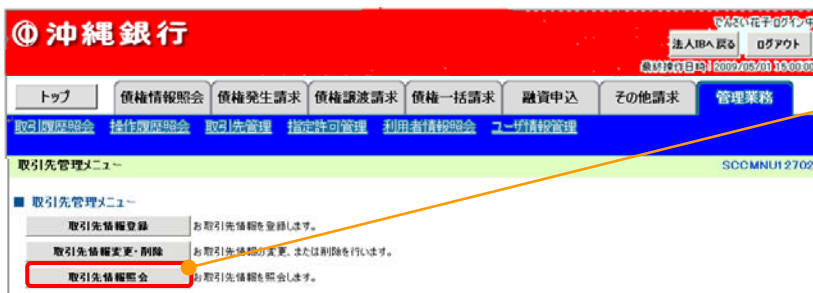 沖縄銀行
でんさい花子ログイン中
法人IBへ戻る ログアウト
最終操作日時：2009/05/01 15:00:00
トップ 債権情報照会 債権発生請求 債権譲渡請求 債権一括請求 融資申込 その他請求 管理業務
取引履歴照会 操作履歴照会 取引先管理 指定許可管理 利用者情報照会 ユーザ情報管理
取引先管理メニュー SCCMNU12702
■ 取引先管理メニュー
取引先情報登録 お取引先情報を登録します。
取引先情報変更・削除 お取引先情報の変更、または削除を行います。
取引先情報照会 お取引先情報を照会します。